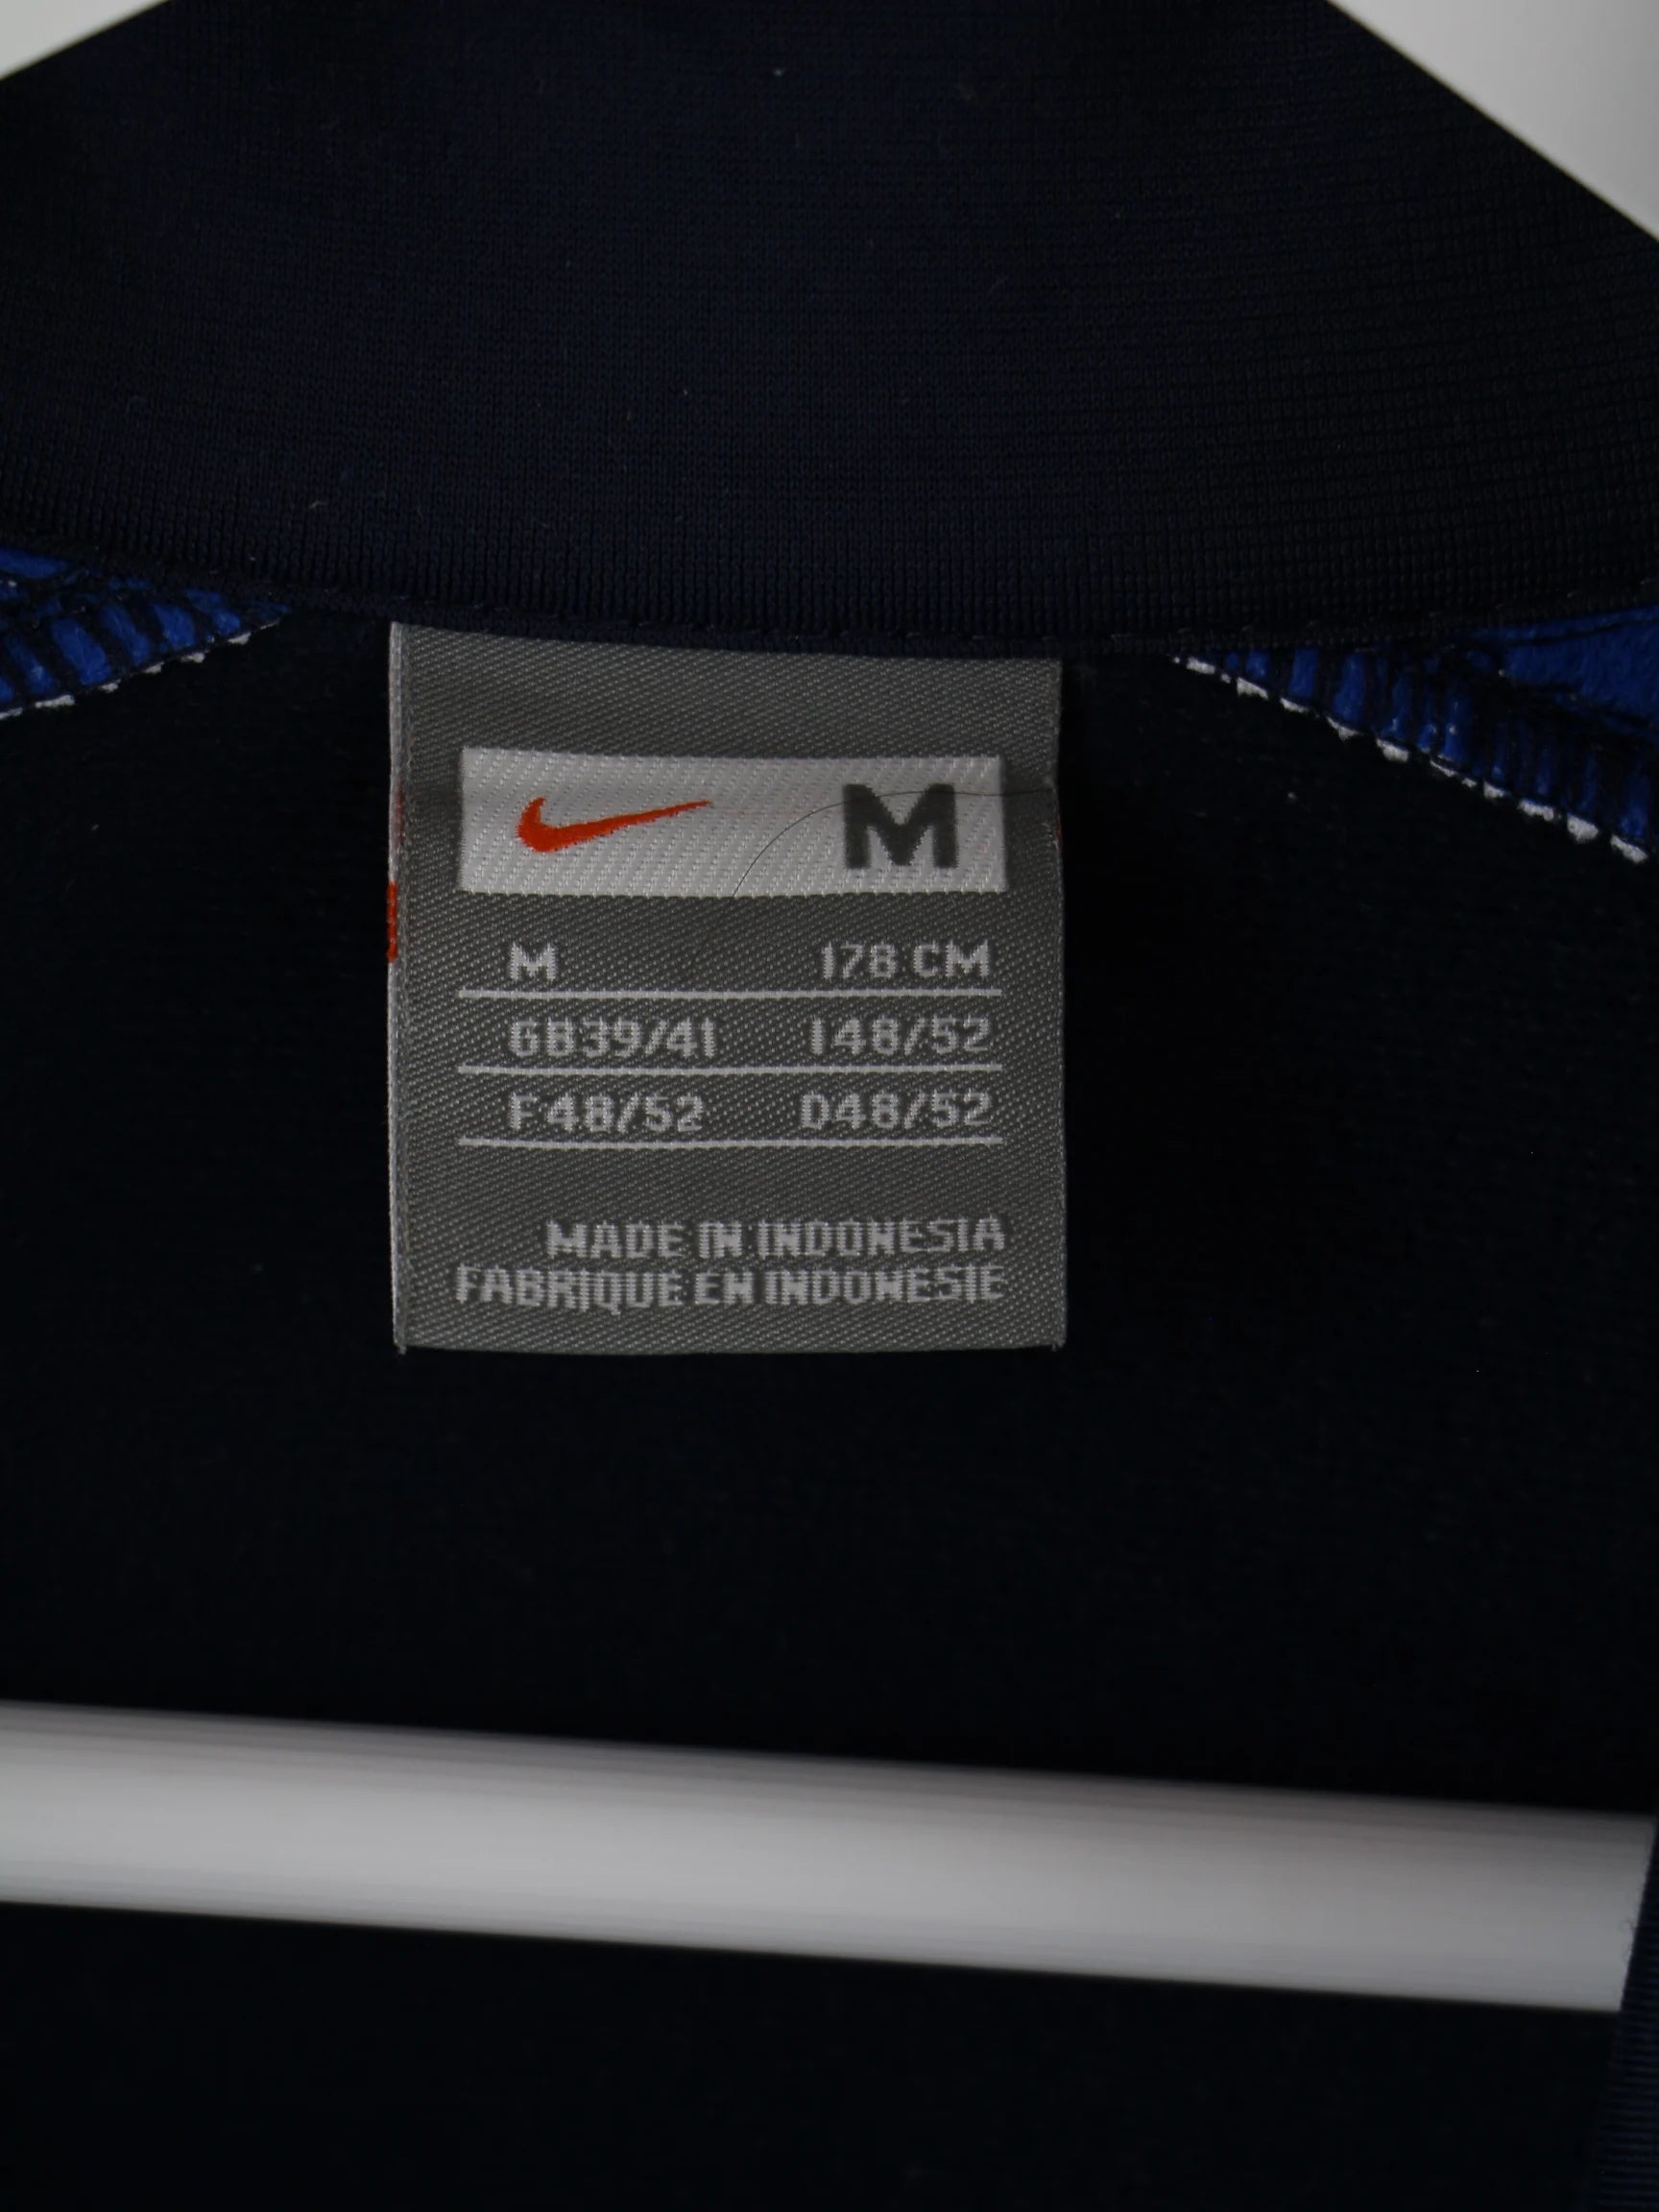 M
M 178 CM
GB39/41 I48/52
F48/52 D48/52
MADE IN INDONESIA
FABRIQUE EN INDONESIE